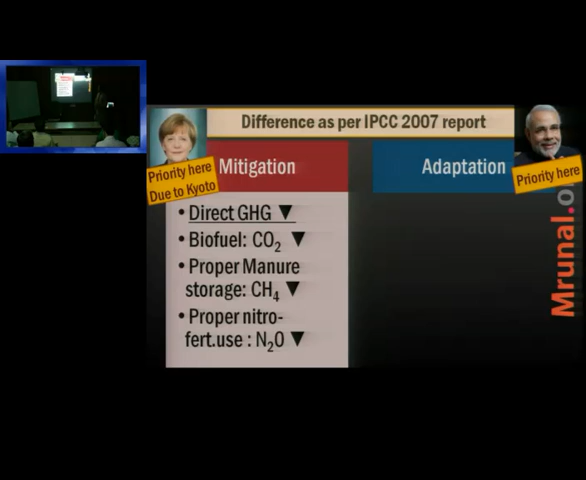 Difference as per IPCC 2007 report
Priority here
Due to Kyoto
Mitigation
Adaptation
Priority here
• Direct GHG ▼
• Biofuel: CO₂ ▼
• Proper Manure
storage: CH₄ ▼
• Proper nitro-
fert.use : N₂O ▼
Mrunal.o